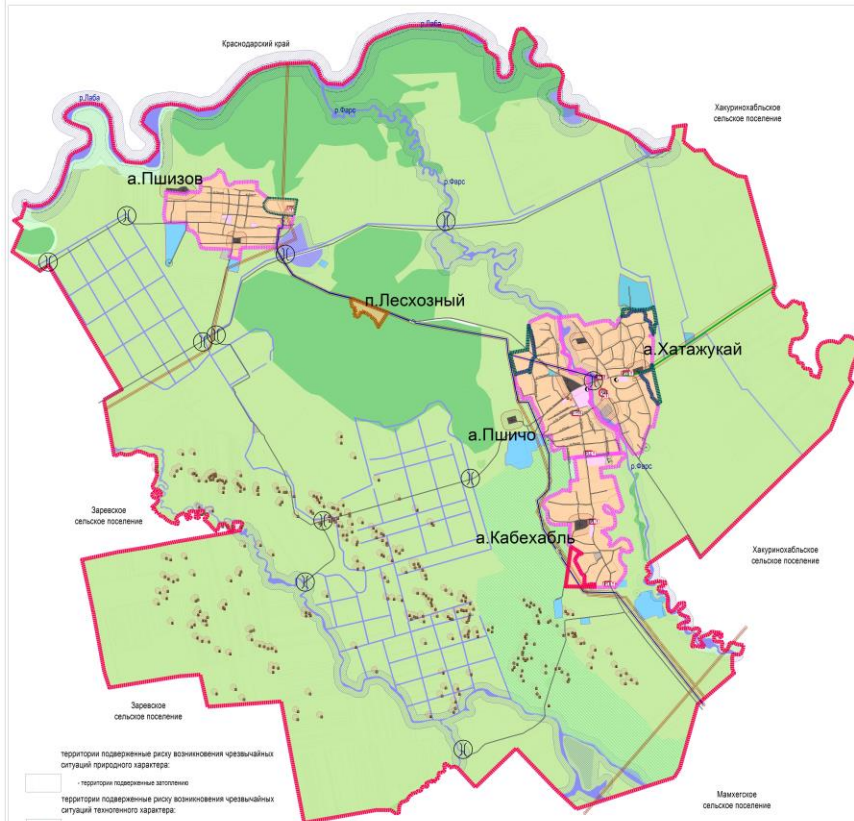 Краснодарский край
р.Лаба
р.Лаба
р.Фарс
Хакуринохабльское
сельское поселение
а.Пшизов
р.Фарс
п.Лесхозный
а.Хатажукай
а.Пшичо
р.Фарс
Заревское
сельское поселение
а.Кабехабль
Хакуринохабльское
сельское поселение
Заревское
сельское поселение
территории подверженные риску возникновения чрезвычайных
ситуаций природного характера:
- территории подверженные затоплению
территории подверженные риску возникновения чрезвычайных
ситуаций техногенного характера:
Мамхегское
сельское поселение